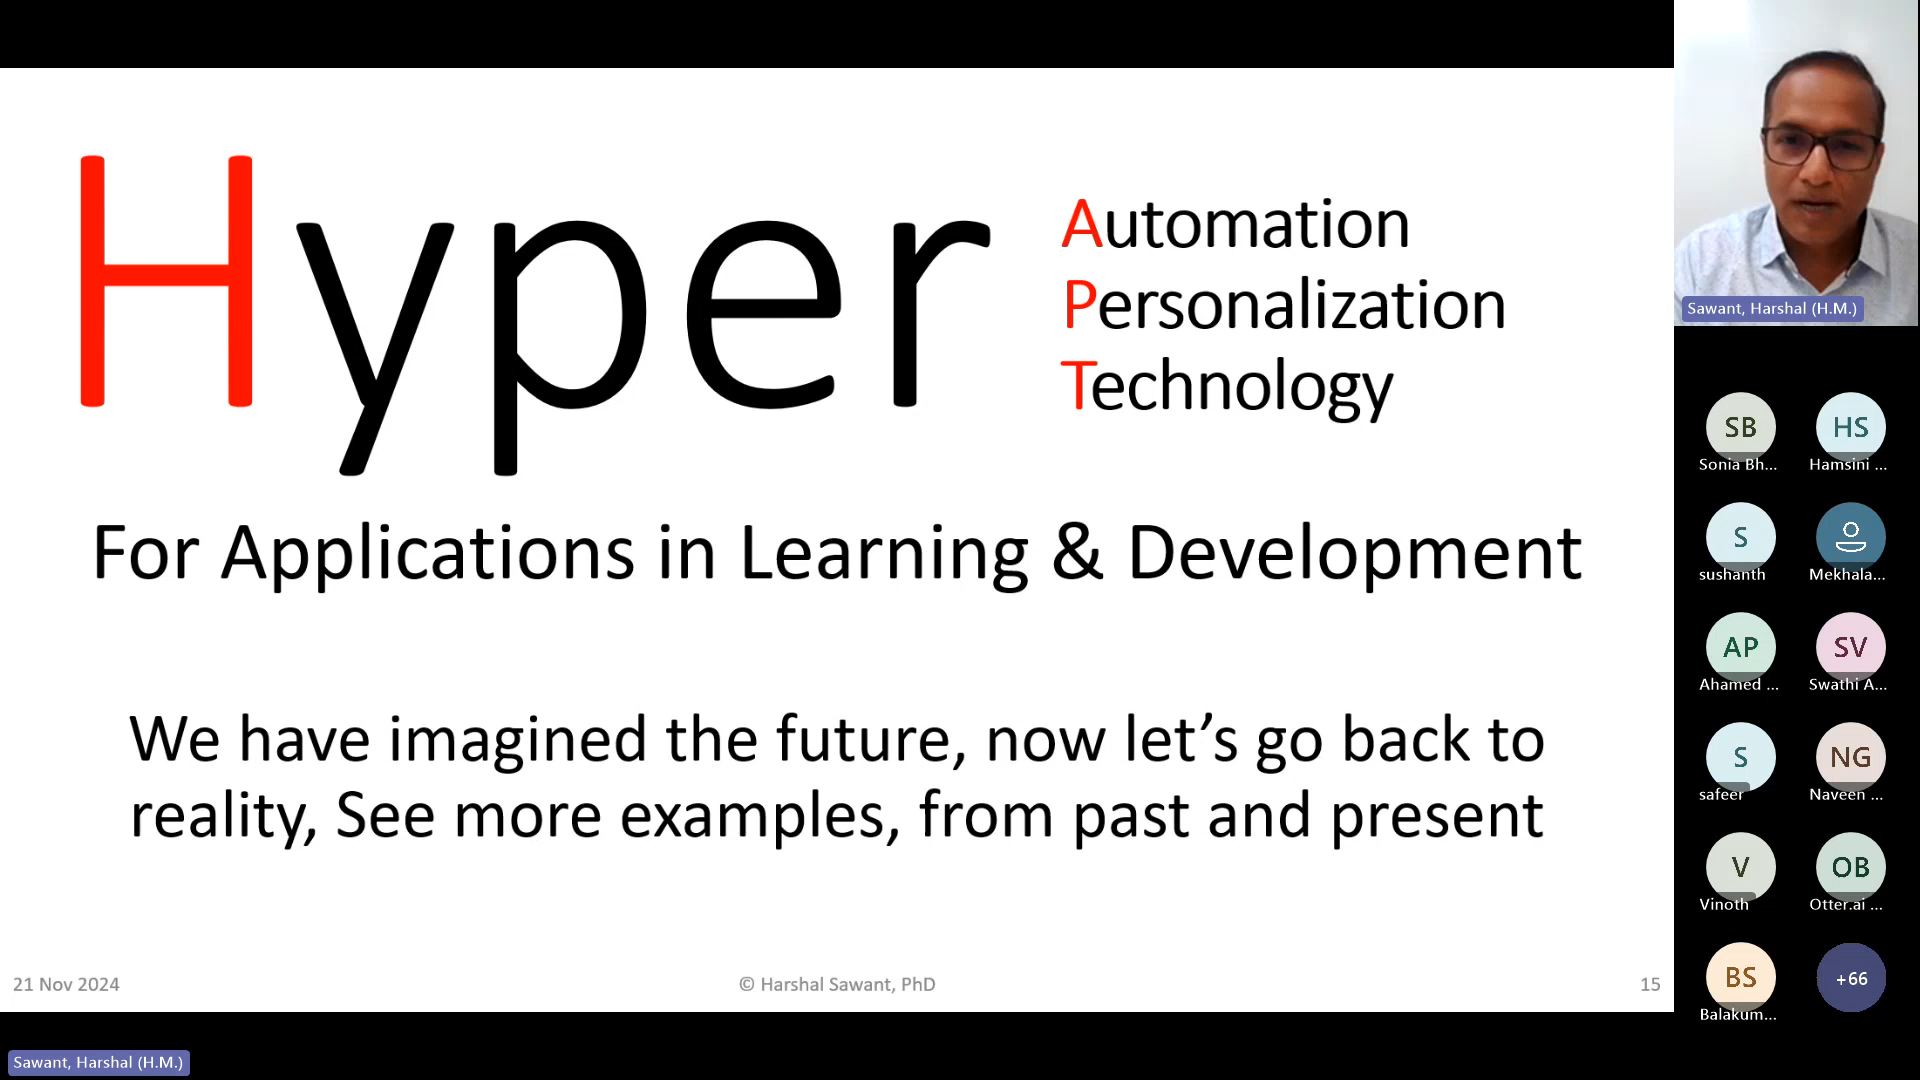 Hyper
Automation
Personalization
Technology
For Applications in Learning & Development
We have imagined the future, now let’s go back to
reality, See more examples, from past and present
21 Nov 2024
© Harshal Sawant, PhD
15
Sawant, Harshal (H.M.)
Sawant, Harshal (H.M.)
SB
HS
Sonia Bh...
Hamsini ...
S
sushanth
Mekhala...
AP
SV
Ahamed ...
Swathi A...
S
NG
safeer
Naveen ...
V
OB
Vinoth
Otter.ai ...
BS
+66
Balakum...